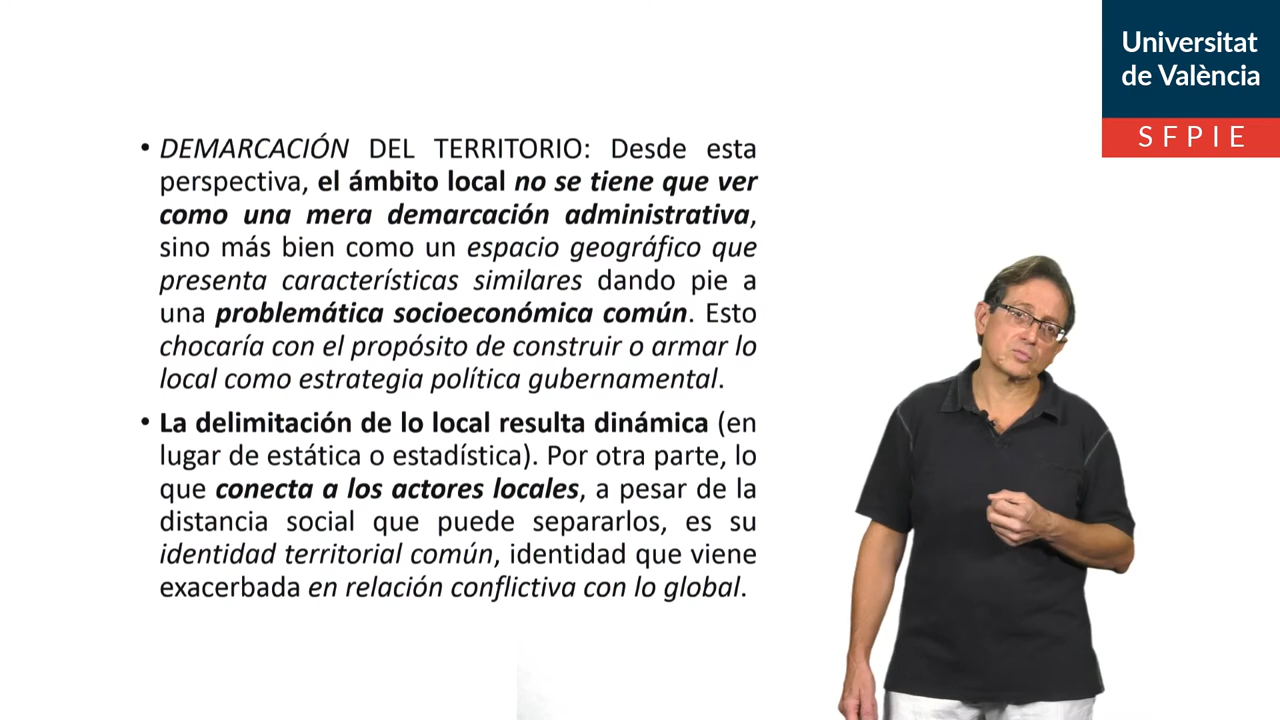 Universitat
de València
SFPIE
• DEMARCACIÓN DEL TERRITORIO: Desde esta
perspectiva, el ámbito local no se tiene que ver
como una mera demarcación administrativa,
sino más bien como un espacio geográfico que
presenta características similares dando pie a
una problemática socioeconómica común. Esto
chocaría con el propósito de construir o armar lo
local como estrategia política gubernamental.
• La delimitación de lo local resulta dinámica (en
lugar de estática o estadística). Por otra parte, lo
que conecta a los actores locales, a pesar de la
distancia social que puede separarlos, es su
identidad territorial común, identidad que viene
exacerbada en relación conflictiva con lo global.